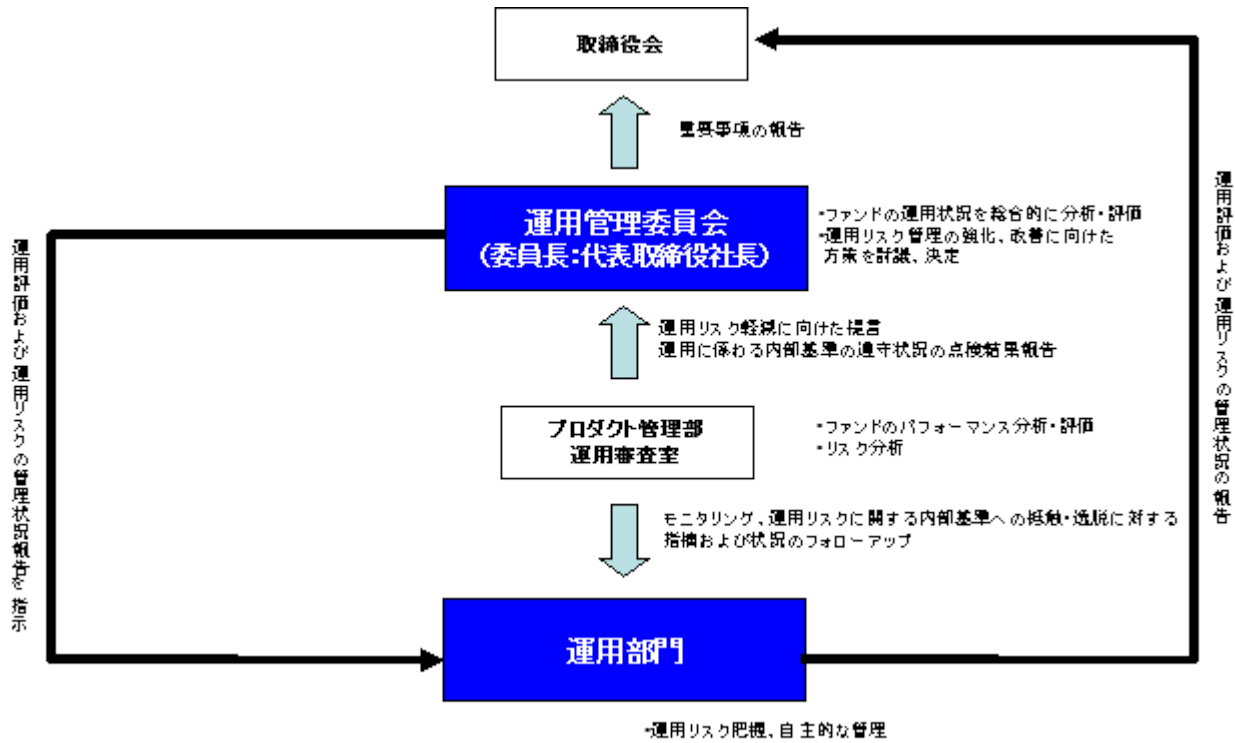 取締役会
重要事項の報告
運用管理委員会
(委員長:代表取締役社長)
・ファンドの運用状況を総合的に分析・評価
・運用リスク管理の強化、改善に向けた
方策を討議、決定
運用リスク軽減に向けた提言
運用に係わる内部基準の遵守状況の点検結果報告
プロダクト管理部
運用審査室
・ファンドのパフォーマンス分析・評価
・リスク分析
モニタリング、運用リスクに関する内部基準への抵触・逸脱に対する
指摘および状況のフォローアップ
運用部門
・運用リスク把握、自主的な管理
運用評価および運用リスクの管理状況報告を指示
運用評価および運用リスクの管理状況の報告